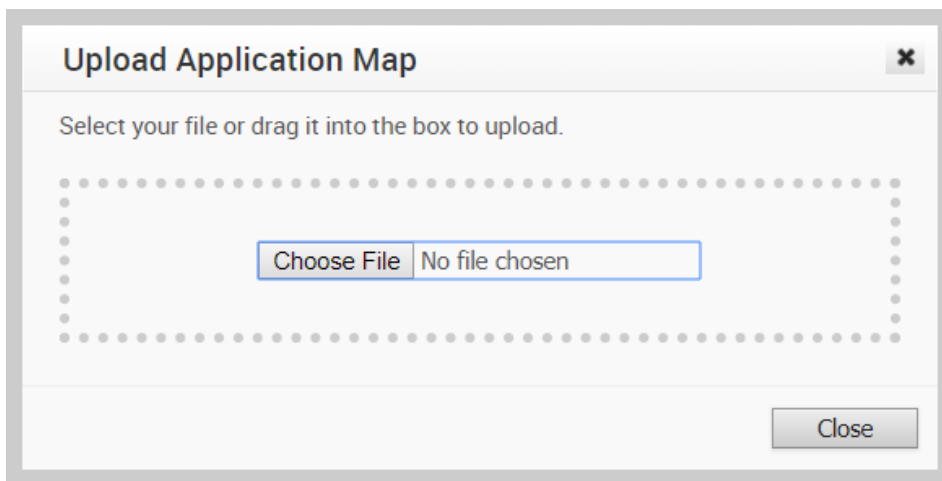 Upload Application Map
Select your file or drag it into the box to upload.
Choose File No file chosen
Close